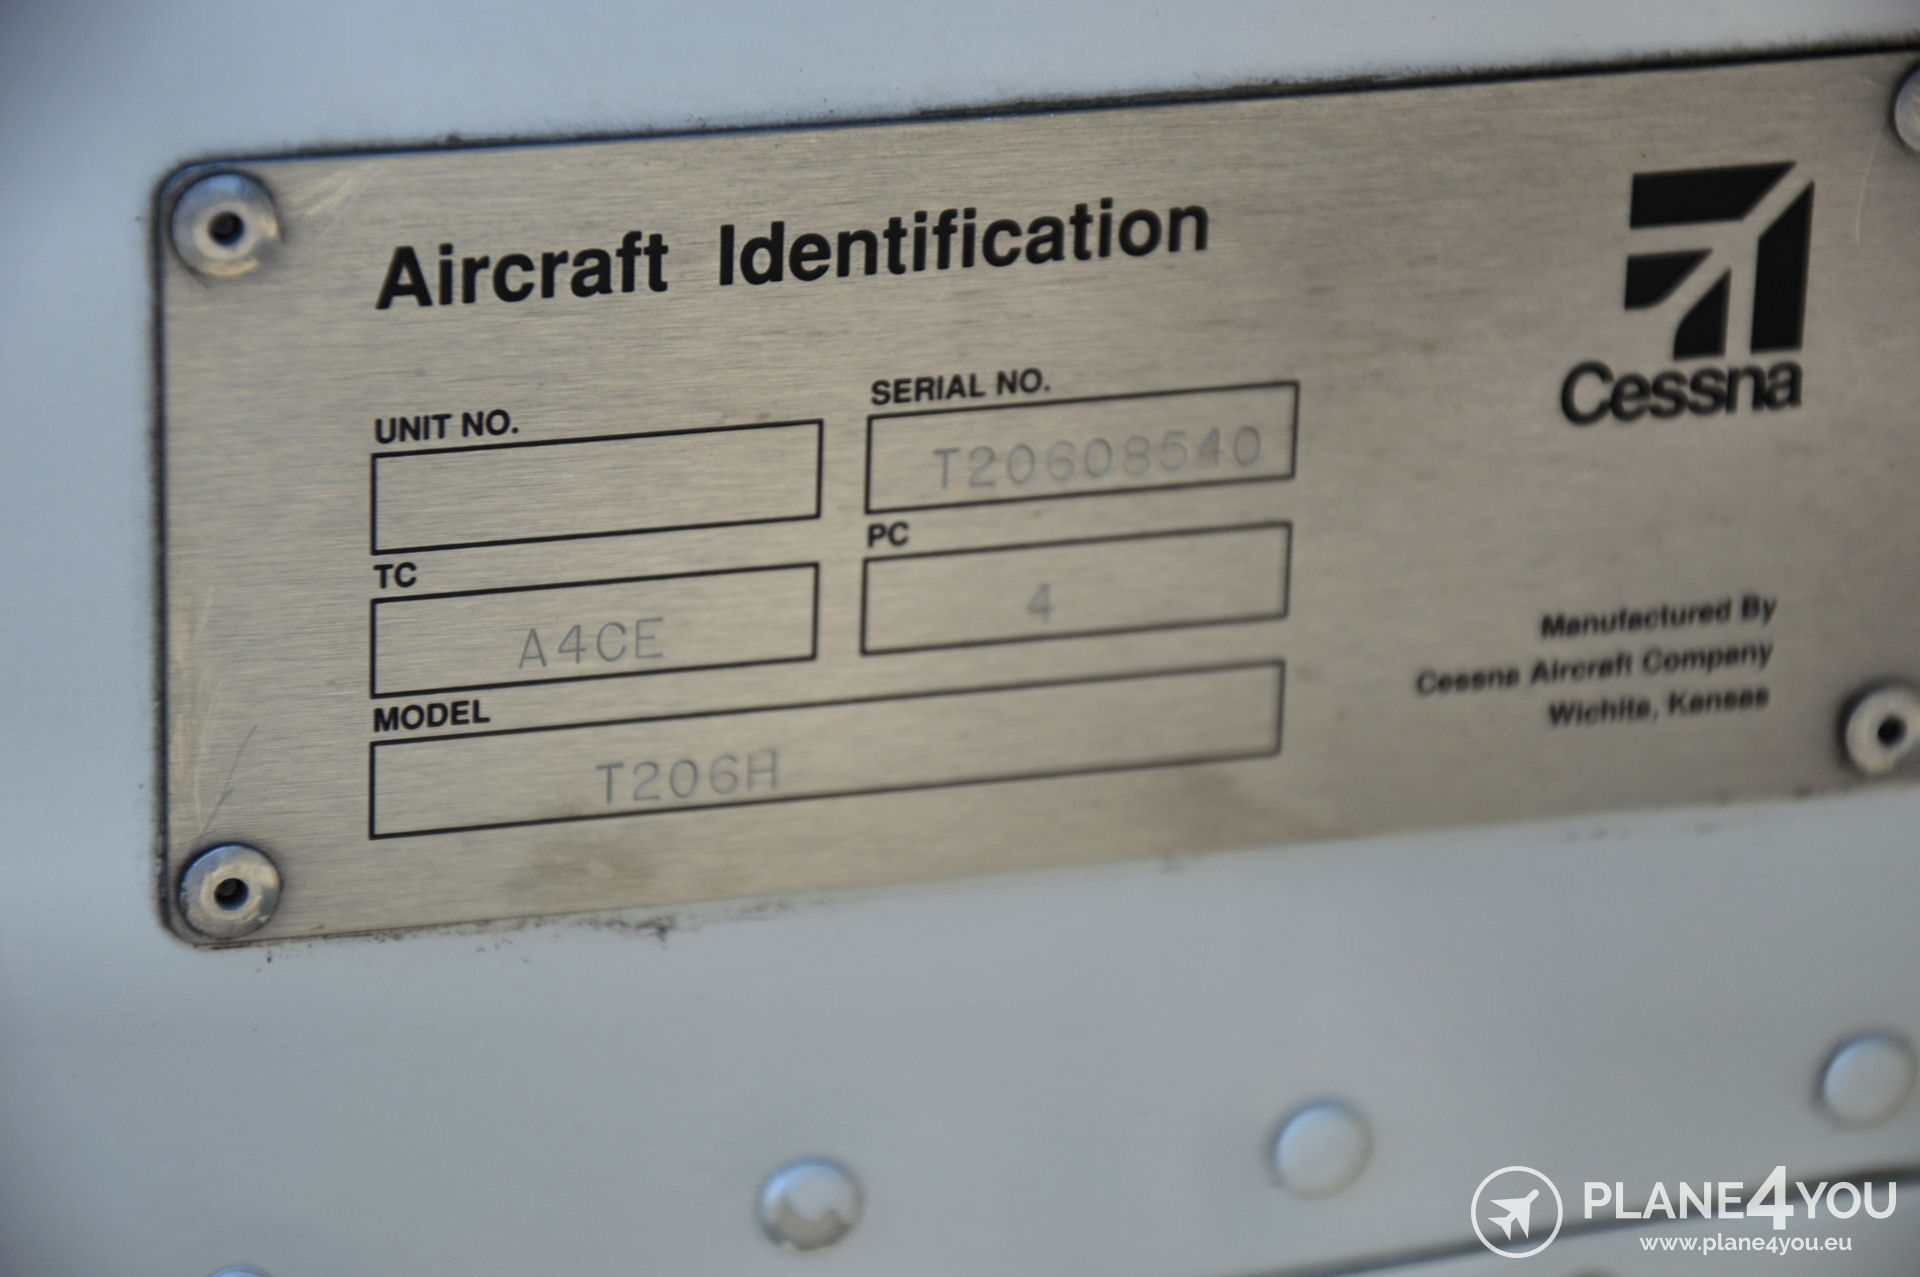 Aircraft Identification
Cessna
UNIT NO.
SERIAL NO.
T20608540
TC
A4CE
PC
4
MODEL
T206H
Manufactured By
Cessna Aircraft Company
Wichita, Kansas
PLANE4YOU
www.plane4you.eu